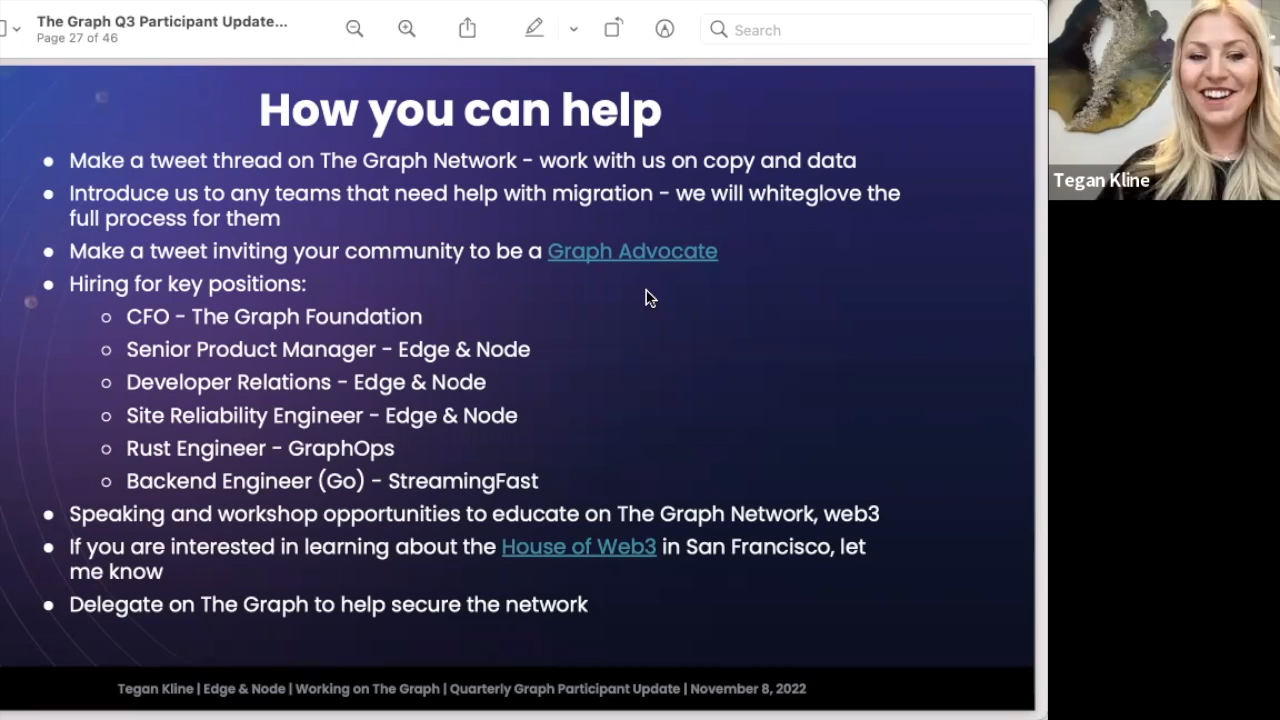 The Graph Q3 Participant Update...
Page 27 of 46
Search
How you can help
Make a tweet thread on The Graph Network - work with us on copy and data
Introduce us to any teams that need help with migration - we will whiteglove the
full process for them
Make a tweet inviting your community to be a Graph Advocate
Hiring for key positions:
CFO - The Graph Foundation
Senior Product Manager - Edge & Node
Developer Relations - Edge & Node
Site Reliability Engineer - Edge & Node
Rust Engineer - GraphOps
Backend Engineer (Go) - StreamingFast
Speaking and workshop opportunities to educate on The Graph Network, web3
If you are interested in learning about the House of Web3 in San Francisco, let
me know
Delegate on The Graph to help secure the network
Tegan Kline | Edge & Node | Working on The Graph | Quarterly Graph Participant Update | November 8, 2022
Tegan Kline